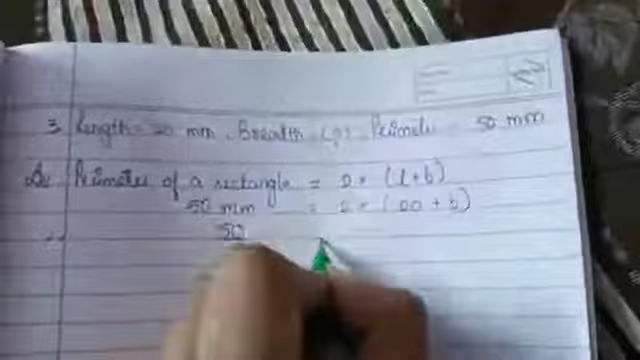 3 Length = 20 mm, Breadth (?) Perimeter = 50 mm
Perimeter of a rectangle = 2 × (l+b)
50 mm = 2 × (20 + b)
50